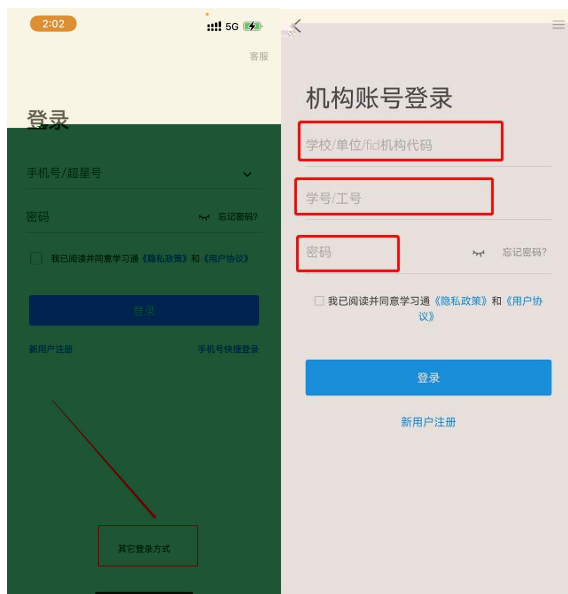 2:02
5G
客服
登录
手机号/超星号
密码
忘记密码?
我已阅读并同意学习通《隐私政策》和《用户协议》
登录
新用户注册
手机号快捷登录
其它登录方式
机构账号登录
学校/单位/fid机构代码
学号/工号
密码
忘记密码?
我已阅读并同意学习通《隐私政策》和《用户协
议》
登录
新用户注册